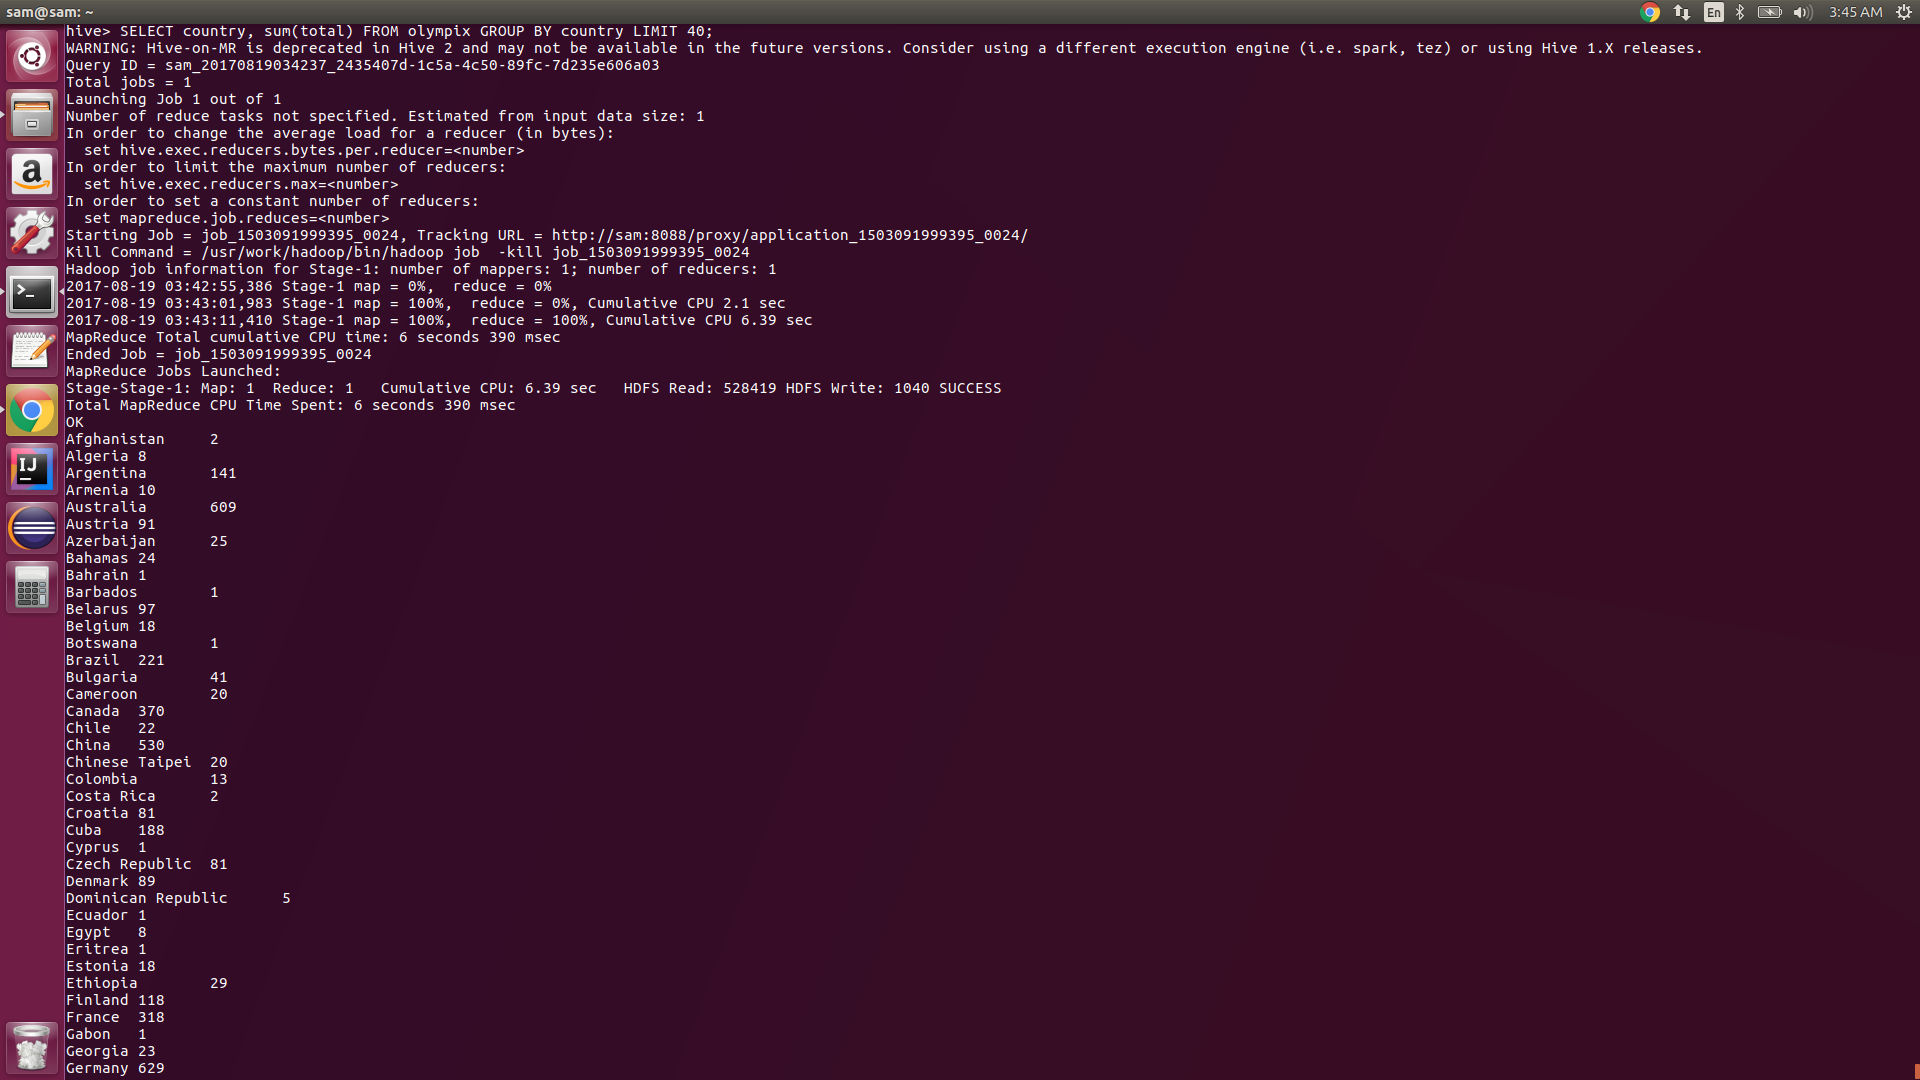 sam@sam: ~
En
3:45 AM
hive> SELECT country, sum(total) FROM olympix GROUP BY country LIMIT 40;
WARNING: Hive-on-MR is deprecated in Hive 2 and may not be available in the future versions. Consider using a different execution engine (i.e. spark, tez) or using Hive 1.X releases.
Query ID = sam_20170819034237_2435407d-1c5a-4c50-89fc-7d235e606a03
Total jobs = 1
Launching Job 1 out of 1
Number of reduce tasks not specified. Estimated from input data size: 1
In order to change the average load for a reducer (in bytes):
  set hive.exec.reducers.bytes.per.reducer=<number>
In order to limit the maximum number of reducers:
  set hive.exec.reducers.max=<number>
In order to set a constant number of reducers:
  set mapreduce.job.reduces=<number>
Starting Job = job_1503091999395_0024, Tracking URL = http://sam:8088/proxy/application_1503091999395_0024/
Kill Command = /usr/work/hadoop/bin/hadoop job  -kill job_1503091999395_0024
Hadoop job information for Stage-1: number of mappers: 1; number of reducers: 1
2017-08-19 03:42:55,386 Stage-1 map = 0%,  reduce = 0%
2017-08-19 03:43:01,983 Stage-1 map = 100%,  reduce = 0%, Cumulative CPU 2.1 sec
2017-08-19 03:43:11,410 Stage-1 map = 100%,  reduce = 100%, Cumulative CPU 6.39 sec
MapReduce Total cumulative CPU time: 6 seconds 390 msec
Ended Job = job_1503091999395_0024
MapReduce Jobs Launched:
Stage-Stage-1: Map: 1  Reduce: 1   Cumulative CPU: 6.39 sec   HDFS Read: 528419 HDFS Write: 1040 SUCCESS
Total MapReduce CPU Time Spent: 6 seconds 390 msec
OK
Afghanistan	2
Algeria	8
Argentina	141
Armenia	10
Australia	609
Austria	91
Azerbaijan	25
Bahamas	24
Bahrain	1
Barbados	1
Belarus	97
Belgium	18
Botswana	1
Brazil	221
Bulgaria	41
Cameroon	20
Canada	370
Chile	22
China	530
Chinese Taipei	20
Colombia	13
Costa Rica	2
Croatia	81
Cuba	188
Cyprus	1
Czech Republic	81
Denmark	89
Dominican Republic	5
Ecuador	1
Egypt	8
Eritrea	1
Estonia	18
Ethiopia	29
Finland	118
France	318
Gabon	1
Georgia	23
Germany	629